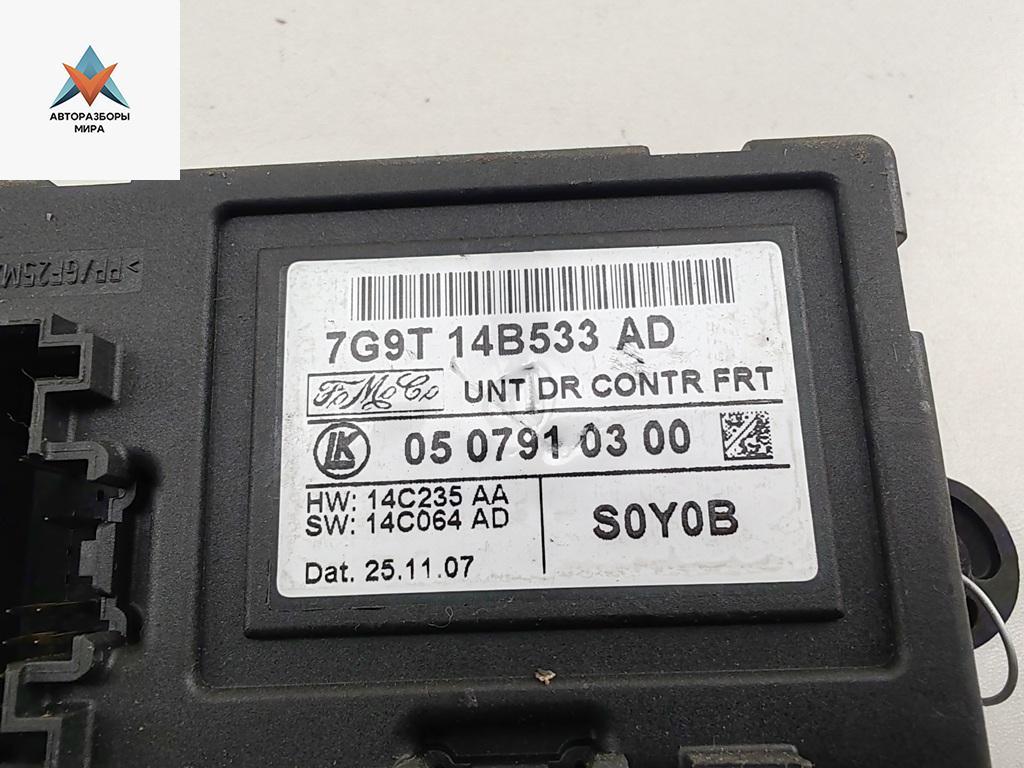 АВТОРАЗБОРЫ
МИРА
>PP/GF25M
7G9T 14B533 AD
FoMoCo UNT DR CONTR FRT
LK 05 0791 03 00
HW: 14C235 AA
SW: 14C064 AD
S0Y0B
Dat. 25.11.07